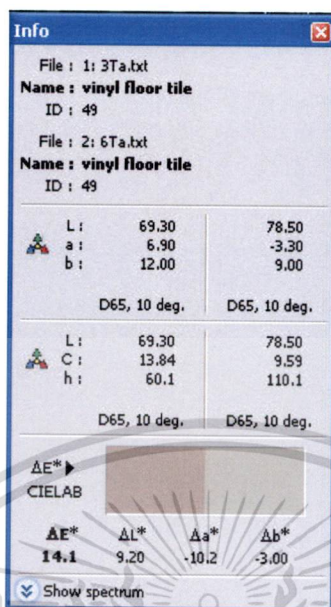 Info
File : 1: 3Ta.txt
Name : vinyl floor tile
ID : 49
File : 2: 6Ta.txt
Name : vinyl floor tile
ID : 49
L : 69.30 78.50
a : 6.90 -3.30
b : 12.00 9.00
D65, 10 deg. D65, 10 deg.
L : 69.30 78.50
C : 13.84 9.59
h : 60.1 110.1
D65, 10 deg. D65, 10 deg.
ΔE*
CIELAB
ΔE* ΔL* Δa* Δb*
14.1 9.20 -10.2 -3.00
Show spectrum